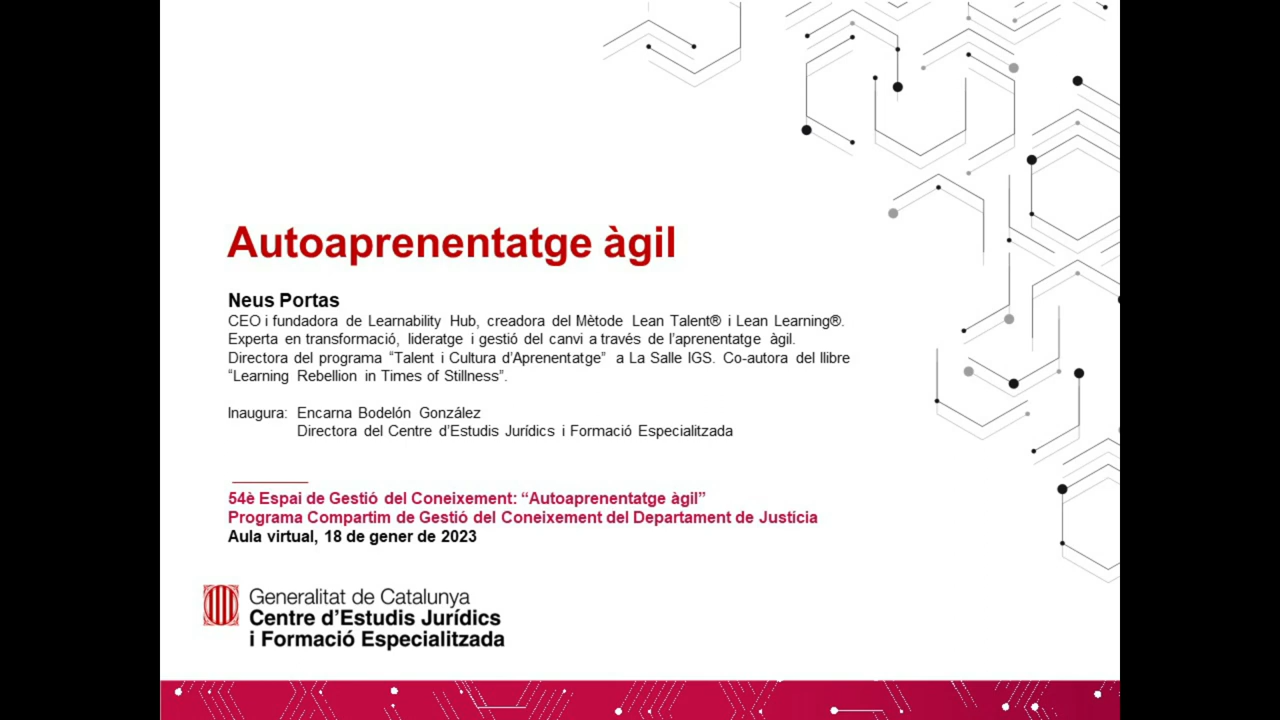 Autoaprenentatge àgil
Neus Portas
CEO i fundadora de Learnability Hub, creadora del Mètode Lean Talent® i Lean Learning®.
Experta en transformació, lideratge i gestió del canvi a través de l'aprenentatge àgil.
Directora del programa “Talent i Cultura d'Aprenentatge” a La Salle IGS. Co-autora del llibre
“Learning Rebellion in Times of Stillness”.
Inaugura: Encarna Bodelón González
Directora del Centre d'Estudis Jurídics i Formació Especialitzada
54è Espai de Gestió del Coneixement: “Autoaprenentatge àgil”
Programa Compartim de Gestió del Coneixement del Departament de Justícia
Aula virtual, 18 de gener de 2023
Generalitat de Catalunya
Centre d'Estudis Jurídics
i Formació Especialitzada